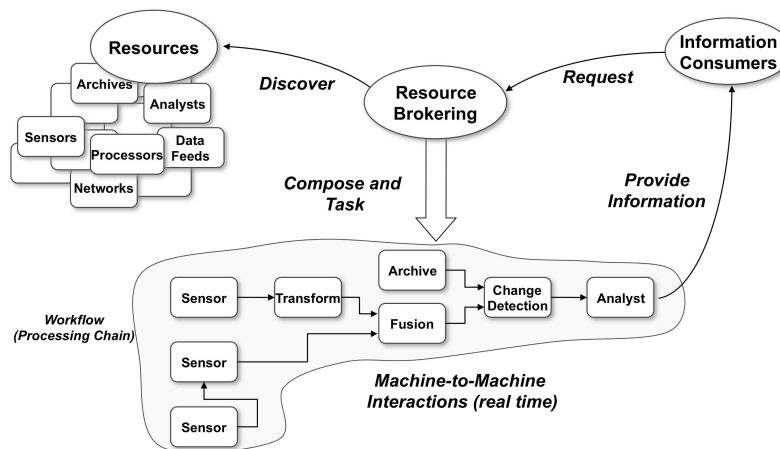 Resources
Archives
Analysts
Sensors
Data
Feeds
Processors
Networks
Discover
Resource
Brokering
Request
Information
Consumers
Compose and
Task
Provide
Information
Workflow
(Processing Chain)
Sensor
Transform
Archive
Fusion
Change
Detection
Analyst
Sensor
Sensor
Machine-to-Machine
Interactions (real time)